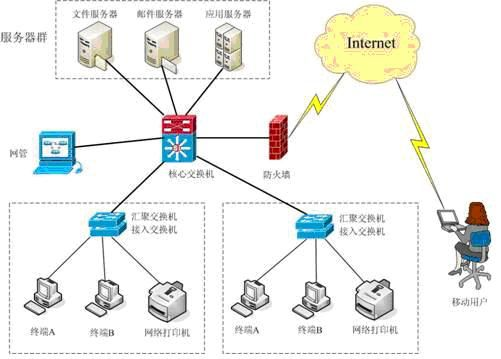 文件服务器
邮件服务器
应用服务器
服务器群
Internet
网管
核心交换机
防火墙
汇聚交换机
接入交换机
汇聚交换机
接入交换机
移动用户
终端A
终端B
网络打印机
终端A
终端B
网络打印机